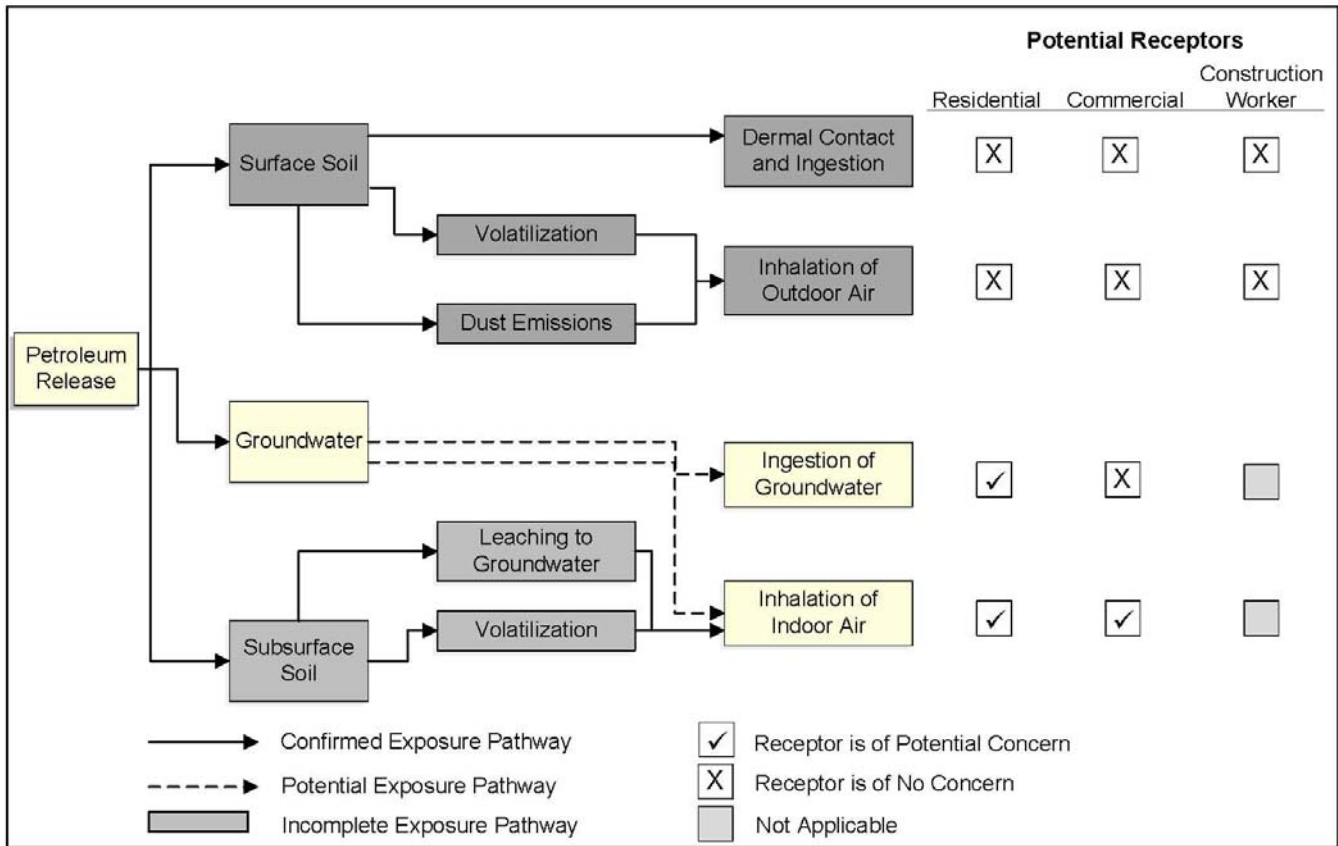 Potential Receptors
Construction
Residential Commercial Worker
Dermal Contact
and Ingestion
X X X
Surface Soil
Volatilization
Inhalation of
Outdoor Air
X X X
Dust Emissions
Petroleum
Release
Groundwater
Ingestion of
Groundwater
✓ X
Leaching to
Groundwater
Inhalation of
Indoor Air
✓ ✓
Volatilization
Subsurface
Soil
Confirmed Exposure Pathway
Potential Exposure Pathway
Incomplete Exposure Pathway
✓ Receptor is of Potential Concern
X Receptor is of No Concern
Not Applicable